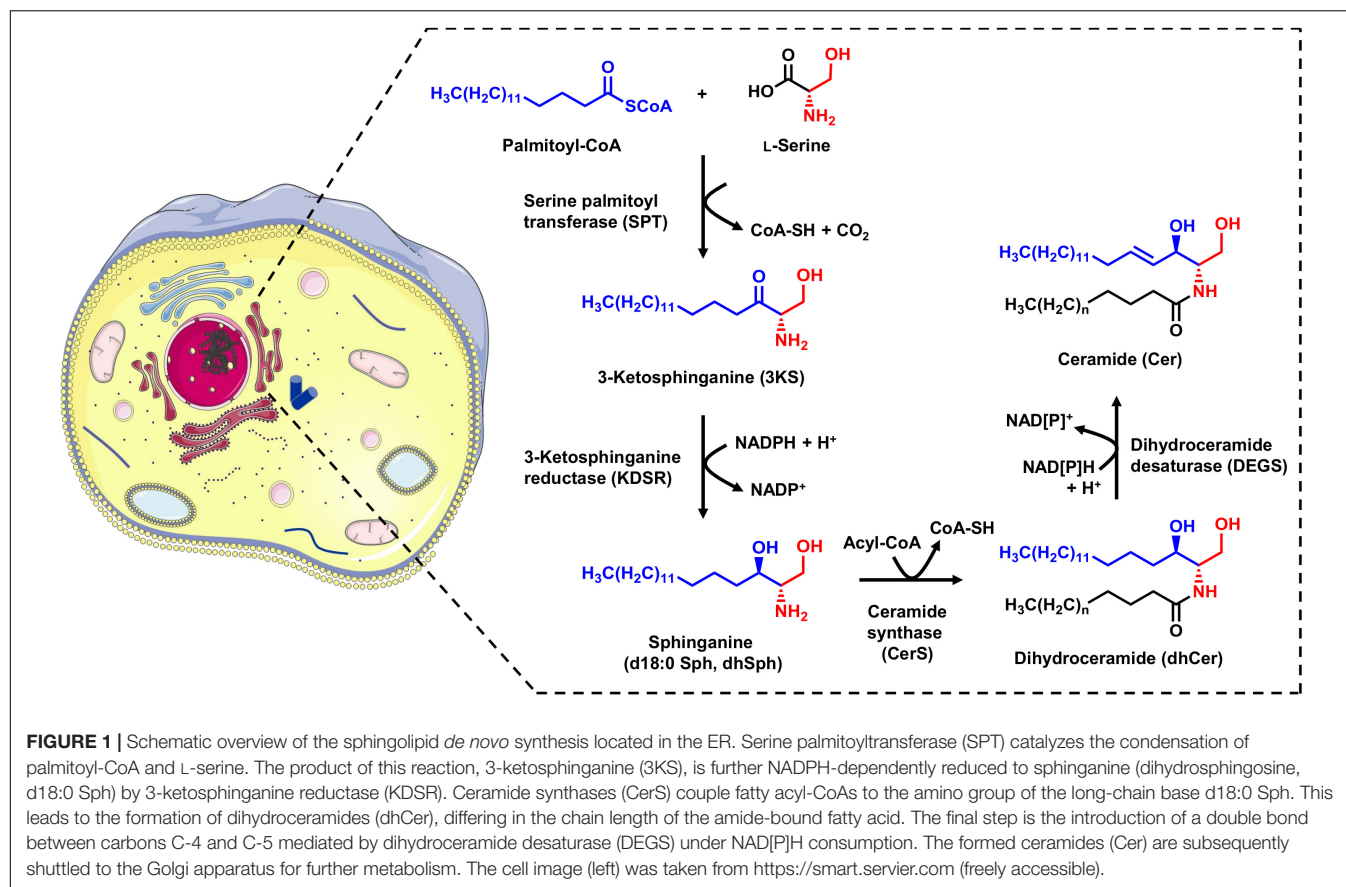 O
OH
O
H₃C(H₂C)₁₁
SCoA
+
HO
NH₂
Palmitoyl-CoA
L-Serine
Serine palmitoyl
transferase (SPT)
CoA-SH + CO₂
O
OH
H₃C(H₂C)₁₁
NH₂
3-Ketosphinganine (3KS)
3-Ketosphinganine
reductase (KDSR)
NADPH + H⁺
NADP⁺
OH
OH
H₃C(H₂C)₁₁
NH₂
Sphinganine
(d18:0 Sph, dhSph)
Acyl-CoA
CoA-SH
Ceramide
synthase
(CerS)
OH
OH
H₃C(H₂C)₁₁
H₃C(H₂C)ₙ
NH
O
Dihydroceramide (dhCer)
NAD[P]⁺
NAD[P]H
+ H⁺
Dihydroceramide
desaturase (DEGS)
OH
OH
H₃C(H₂C)₁₁
H₃C(H₂C)ₙ
NH
O
Ceramide (Cer)
FIGURE 1 | Schematic overview of the sphingolipid de novo synthesis located in the ER. Serine palmitoyltransferase (SPT) catalyzes the condensation of
palmitoyl-CoA and L-serine. The product of this reaction, 3-ketosphinganine (3KS), is further NADPH-dependently reduced to sphinganine (dihydrosphingosine,
d18:0 Sph) by 3-ketosphinganine reductase (KDSR). Ceramide synthases (CerS) couple fatty acyl-CoAs to the amino group of the long-chain base d18:0 Sph. This
leads to the formation of dihydroceramides (dhCer), differing in the chain length of the amide-bound fatty acid. The final step is the introduction of a double bond
between carbons C-4 and C-5 mediated by dihydroceramide desaturase (DEGS) under NAD[P]H consumption. The formed ceramides (Cer) are subsequently
shuttled to the Golgi apparatus for further metabolism. The cell image (left) was taken from https://smart.servier.com (freely accessible).